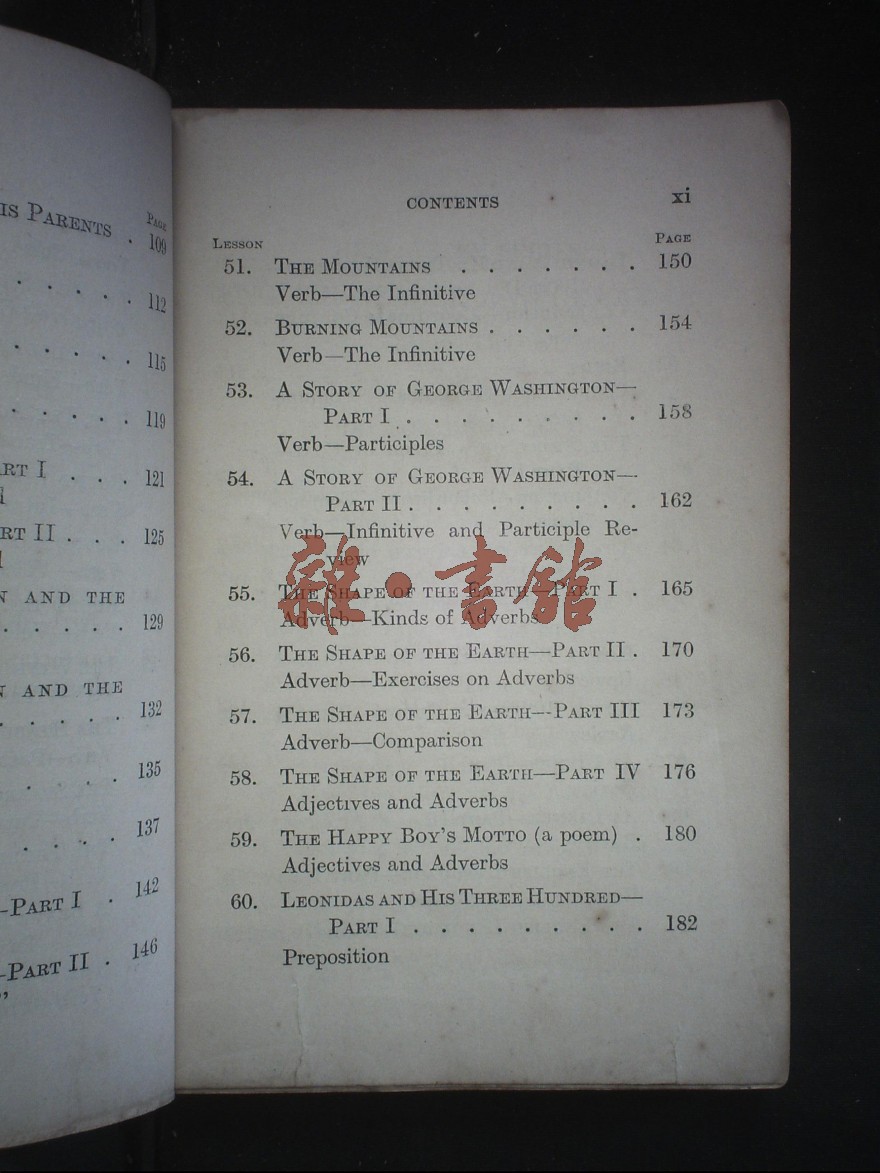 IS PARENTS
PAGE
. 109
. . . . . 112
. . . . 115
. . . . . 119
ART I . . . 121
PART II . . . 125
AND THE
. . . . . 129
AND THE
. . . . 132
. . . . 135
. . . . 137
—PART I . 142
—PART II . 146
CONTENTS xi
LESSON PAGE
51. THE MOUNTAINS . . . . . . . 150
Verb—The Infinitive
52. BURNING MOUNTAINS . . . . . . 154
Verb—The Infinitive
53. A STORY OF GEORGE WASHINGTON—
PART I . . . . . . . . . 158
Verb—Participles
54. A STORY OF GEORGE WASHINGTON—
PART II . . . . . . . . . 162
Verb—Infinitive and Participle Re-
view
55. THE SHAPE OF THE EARTH—PART I . 165
Adverb—Kinds of Adverbs
56. THE SHAPE OF THE EARTH—PART II . 170
Adverb—Exercises on Adverbs
57. THE SHAPE OF THE EARTH—PART III 173
Adverb—Comparison
58. THE SHAPE OF THE EARTH—PART IV 176
Adjectives and Adverbs
59. THE HAPPY BOY'S MOTTO (a poem) . 180
Adjectives and Adverbs
60. LEONIDAS AND HIS THREE HUNDRED—
PART I . . . . . . . . . 182
Preposition
雜·書館